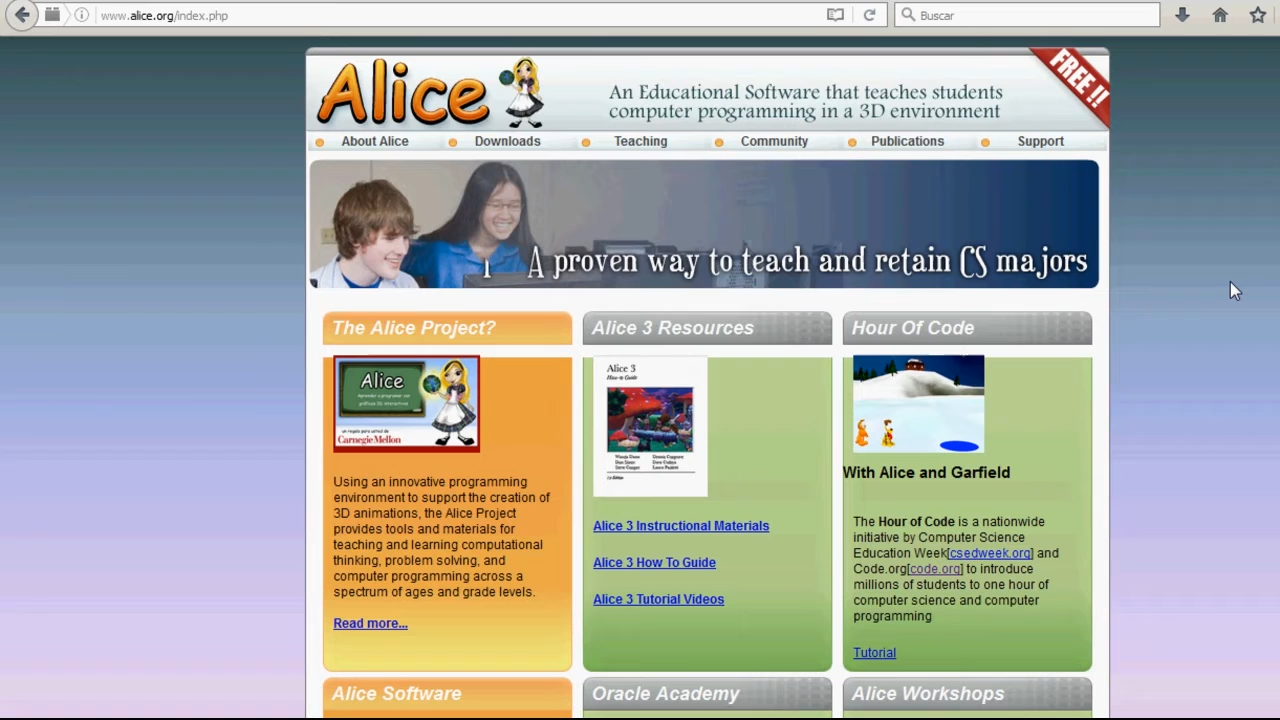 www.alice.org/index.php
Buscar
Alice
An Educational Software that teaches students
computer programming in a 3D environment
FREE !!
About Alice
Downloads
Teaching
Community
Publications
Support
A proven way to teach and retain CS majors
The Alice Project?
Alice
Aprender a programar con
gráficos 3D interactivos
un regalo para usted de
Carnegie Mellon
Using an innovative programming
environment to support the creation of
3D animations, the Alice Project
provides tools and materials for
teaching and learning computational
thinking, problem solving, and
computer programming across a
spectrum of ages and grade levels.
Read more...
Alice 3 Resources
Alice 3
How-to Guide
Alice 3 Instructional Materials
Alice 3 How To Guide
Alice 3 Tutorial Videos
Hour Of Code
With Alice and Garfield
The Hour of Code is a nationwide
initiative by Computer Science
Education Week[csedweek.org] and
Code.org[code.org] to introduce
millions of students to one hour of
computer science and computer
programming
Tutorial
Alice Software
Oracle Academy
Alice Workshops